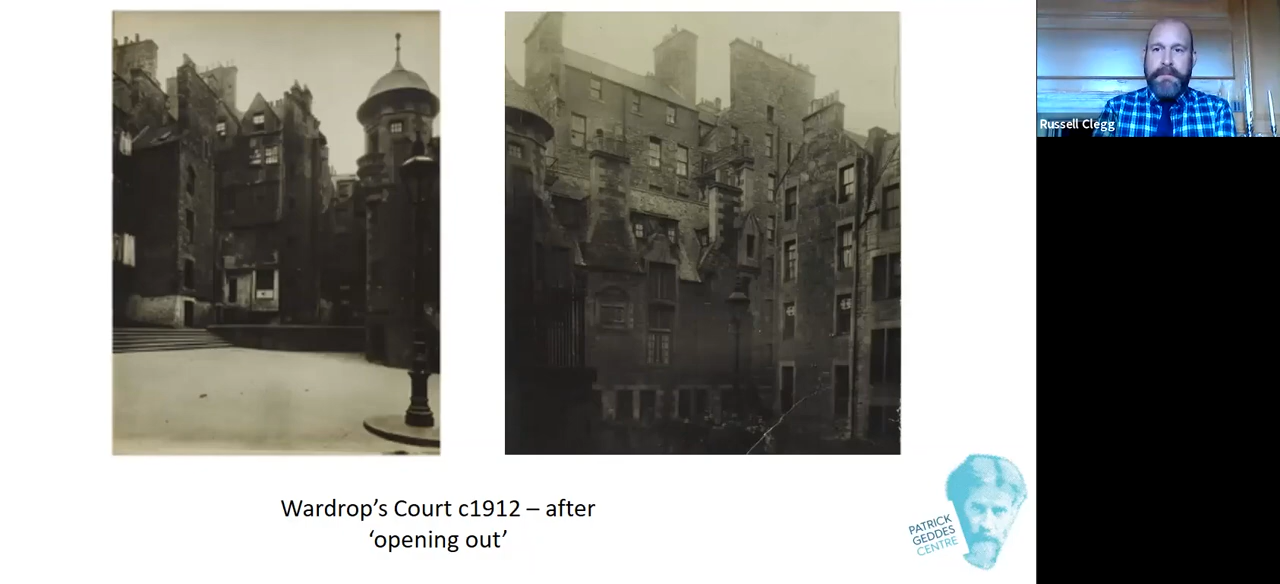 Russell Clegg
Wardrop’s Court c1912 – after
‘opening out’
PATRICK
GEDDES
CENTRE